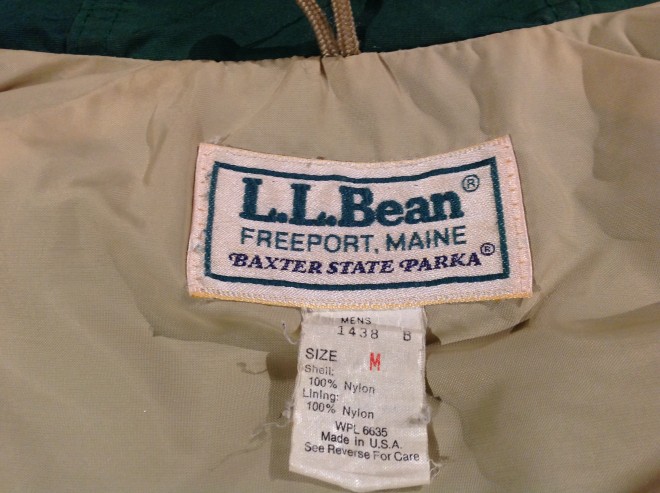 L.L.Bean®
FREEPORT, MAINE
BAXTER STATE PARKA®
MENS
1438 B
SIZE M
Shell:
100% Nylon
Lining:
100% Nylon
WPL 6635
Made in U.S.A.
See Reverse For Care